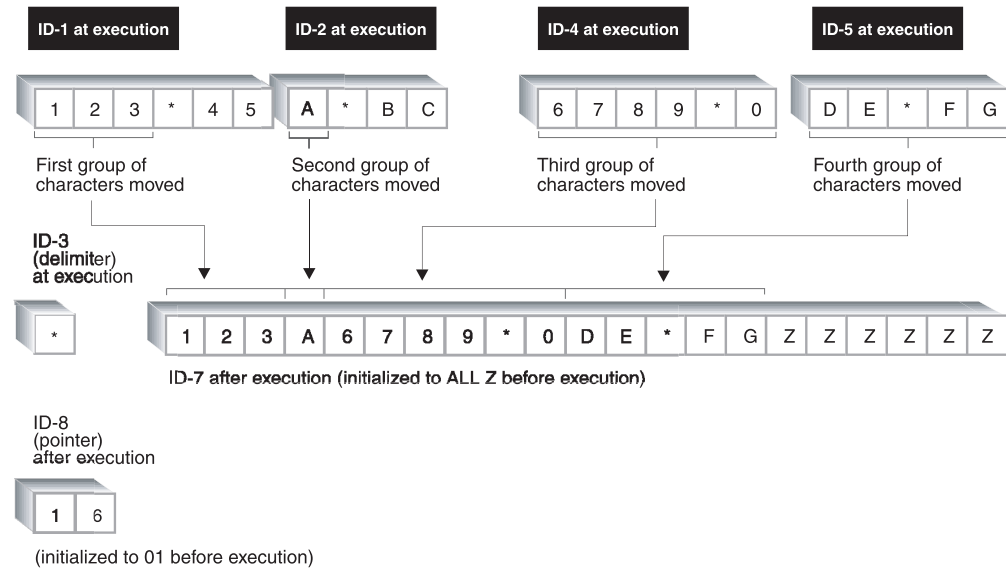 ID-1 at execution
ID-2 at execution
ID-4 at execution
ID-5 at execution
1 2 3 * 4 5
A * B C
6 7 8 9 * 0
D E * F G
First group of
characters moved
Second group of
characters moved
Third group of
characters moved
Fourth group of
characters moved
ID-3
(delimiter)
at execution
*
1 2 3 A 6 7 8 9 * 0 D E * F G Z Z Z Z Z Z
ID-7 after execution (initialized to ALL Z before execution)
ID-8
(pointer)
after execution
1 6
(initialized to 01 before execution)